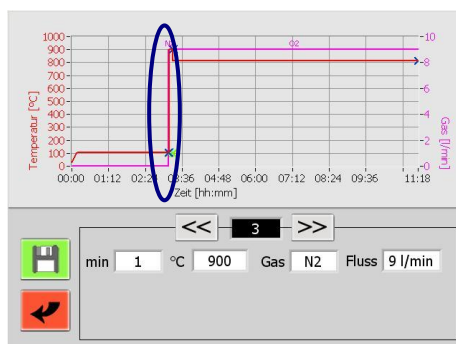 1000
900
800
700
600
500
400
300
200
100
0
Temperatur [°C]
N2
O2
10
8
6
4
2
0
Gas [l/min]
00:00 01:12 02:24 03:36 04:48 06:00 07:12 08:24 09:36 11:18
Zeit [hh:mm]
<< 3 >>
min 1 °C 900 Gas N2 Fluss 9 l/min